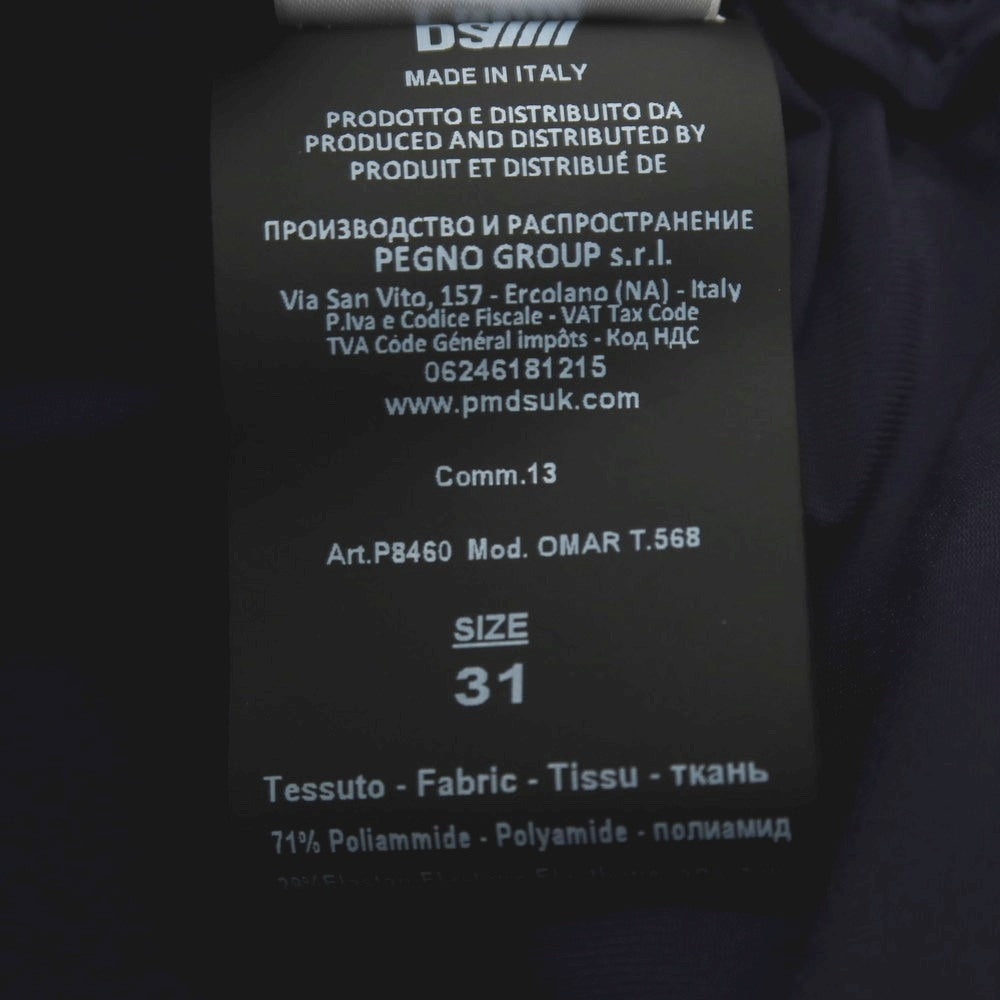 DS
MADE IN ITALY
PRODOTTO E DISTRIBUITO DA
PRODUCED AND DISTRIBUTED BY
PRODUIT ET DISTRIBUÉ DE
ПРОИЗВОДСТВО И РАСПРОСТРАНЕНИЕ
PEGNO GROUP s.r.l.
Via San Vito, 157 - Ercolano (NA) - Italy
P.Iva e Codice Fiscale - VAT Tax Code
TVA Code Général impôts - Код НДС
06246181215
www.pmdsuk.com
Comm.13
Art.P8460 Mod. OMAR T.568
SIZE
31
Tessuto - Fabric - Tissu - ткань
71% Poliammide - Polyamide - полиамид